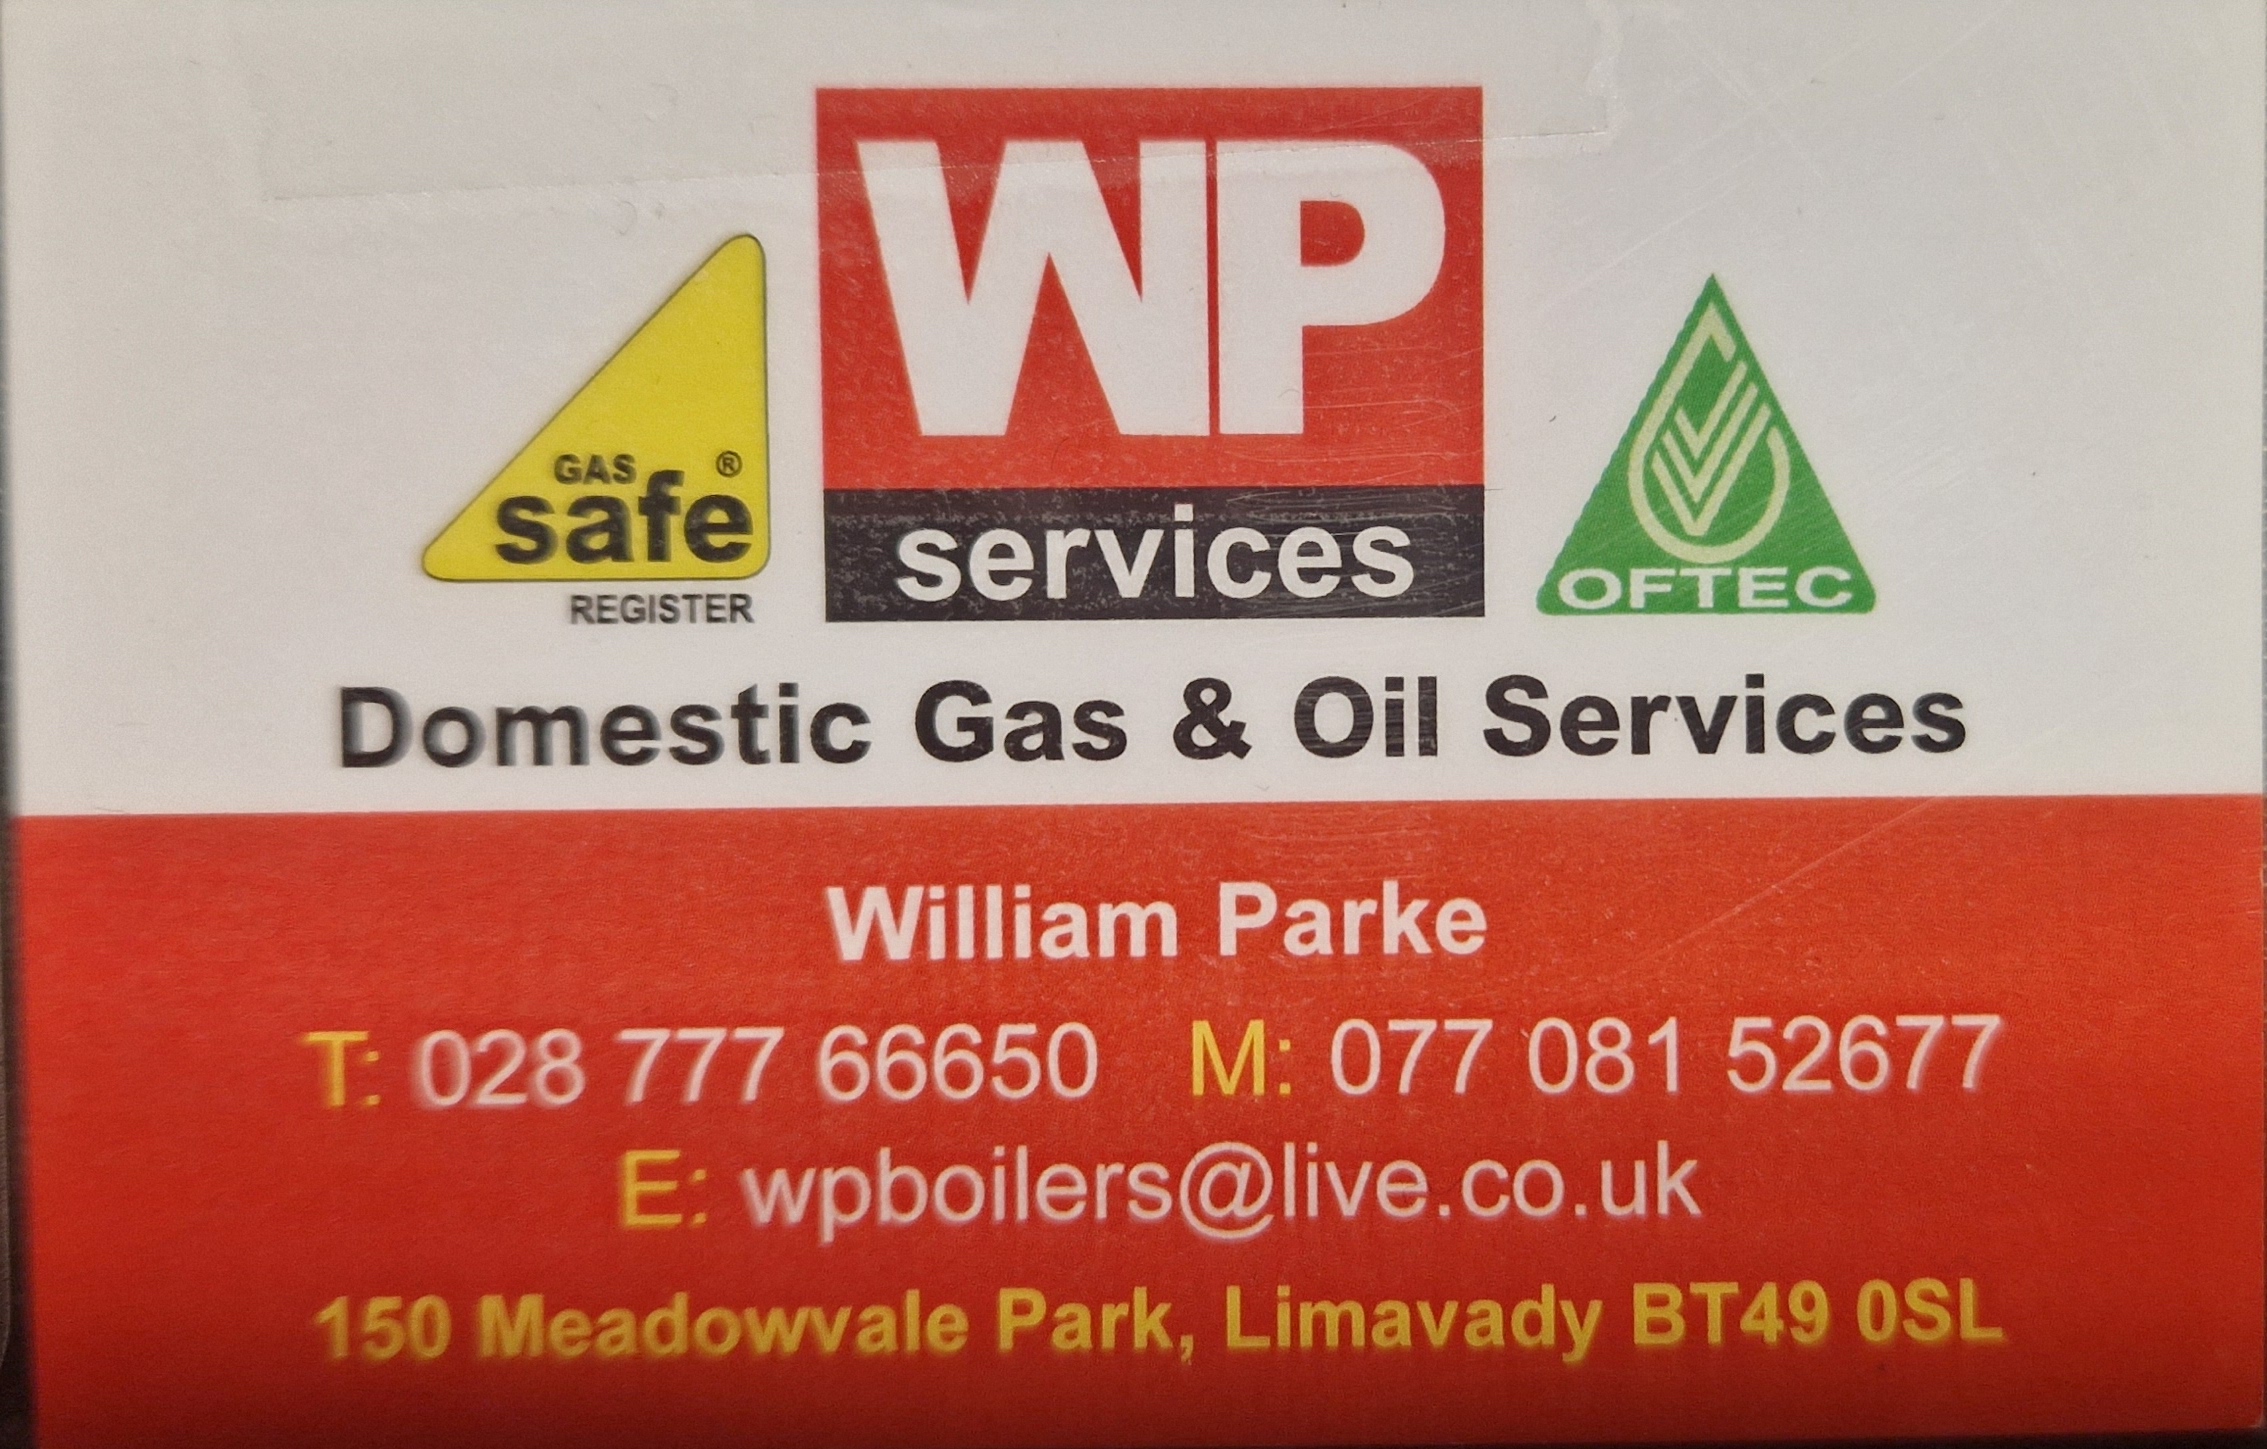 WP
services
GAS
safe®
REGISTER
OFTEC
Domestic Gas & Oil Services
William Parke
T: 028 777 66650 M: 077 081 52677
E: wpboilers@live.co.uk
150 Meadowvale Park, Limavady BT49 0SL